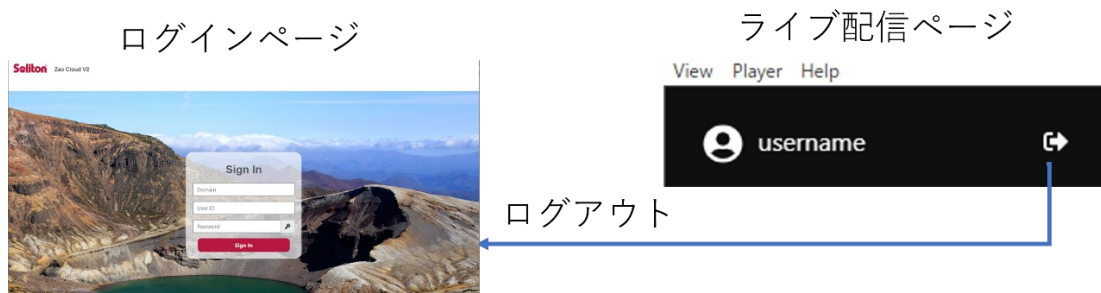 ログインページ
ライブ配信ページ
Soliton Zao Cloud V2
View Player Help
username
Sign In
Domain
User ID
Password
Sign In
ログアウト